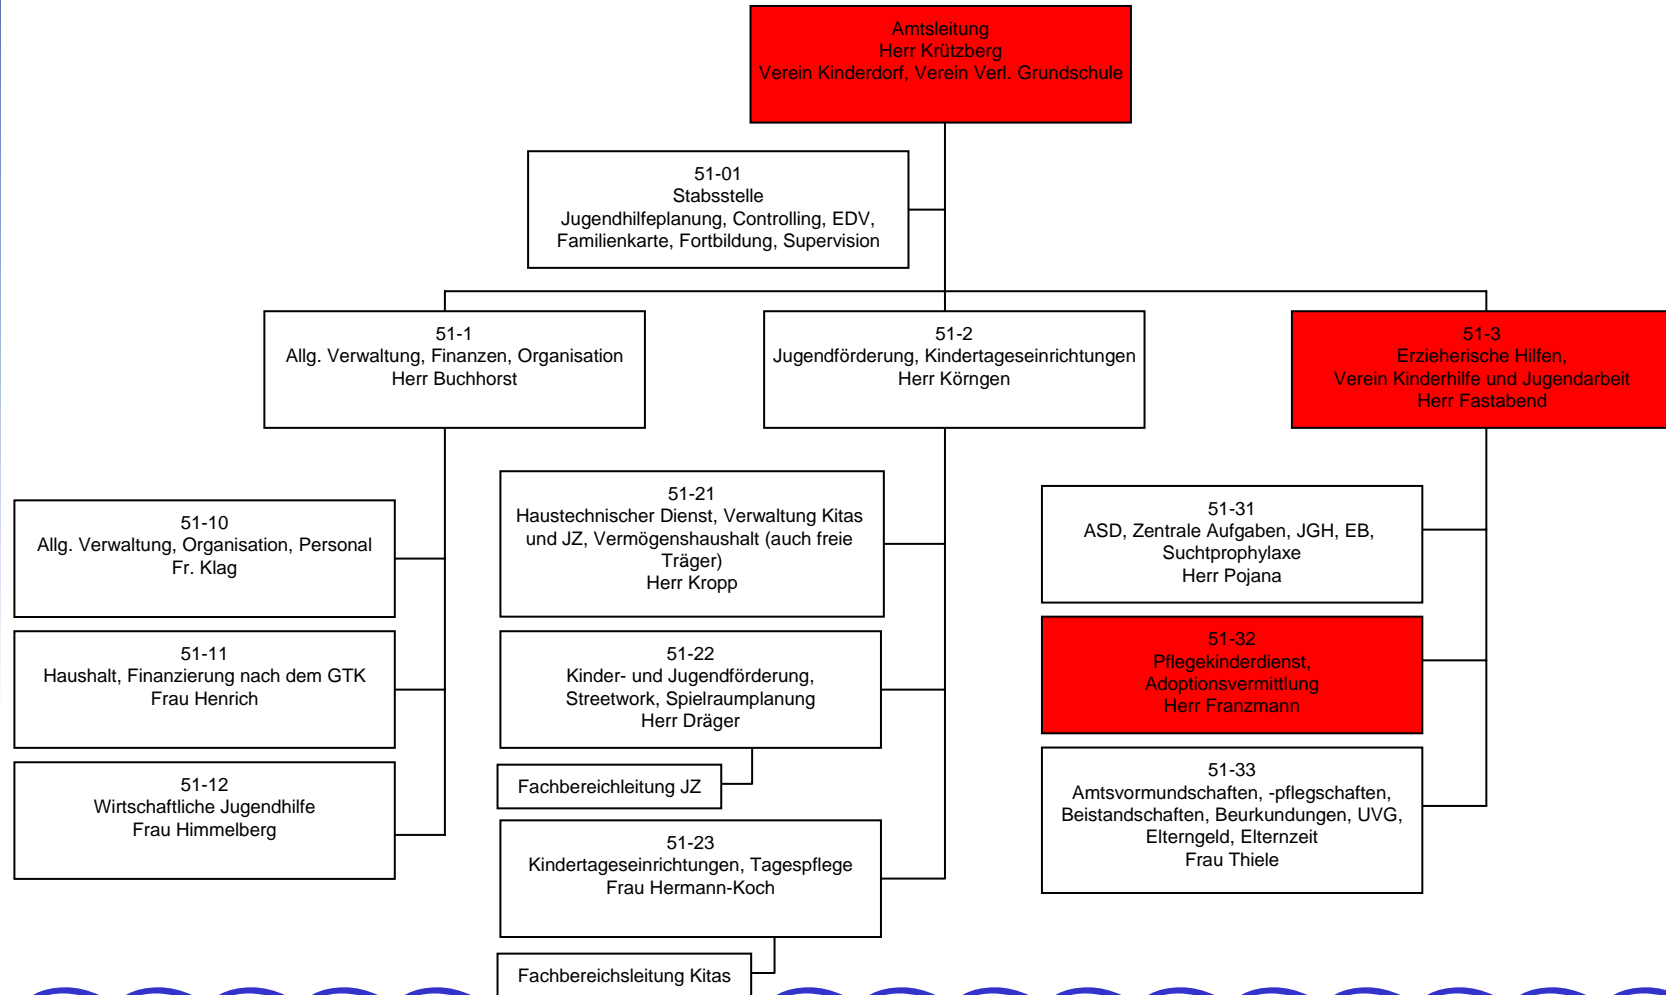 Amtsleitung
Herr Krützberg
Verein Kinderdorf, Verein Verl. Grundschule
51-01
Stabsstelle
Jugendhilfeplanung, Controlling, EDV,
Familienkarte, Fortbildung, Supervision
51-1
Allg. Verwaltung, Finanzen, Organisation
Herr Buchhorst
51-2
Jugendförderung, Kindertageseinrichtungen
Herr Körngen
51-3
Erzieherische Hilfen,
Verein Kinderhilfe und Jugendarbeit
Herr Fastabend
51-10
Allg. Verwaltung, Organisation, Personal
Fr. Klag
51-11
Haushalt, Finanzierung nach dem GTK
Frau Henrich
51-12
Wirtschaftliche Jugendhilfe
Frau Himmelberg
51-21
Haustechnischer Dienst, Verwaltung Kitas
und JZ, Vermögenshaushalt (auch freie
Träger)
Herr Kropp
51-22
Kinder- und Jugendförderung,
Streetwork, Spielraumplanung
Herr Dräger
Fachbereichleitung JZ
51-23
Kindertageseinrichtungen, Tagespflege
Frau Hermann-Koch
Fachbereichsleitung Kitas
51-31
ASD, Zentrale Aufgaben, JGH, EB,
Suchtprophylaxe
Herr Pojana
51-32
Pflegekinderdienst,
Adoptionsvermittlung
Herr Franzmann
51-33
Amtsvormundschaften, -pflegschaften,
Beistandschaften, Beurkundungen, UVG,
Elterngeld, Elternzeit
Frau Thiele